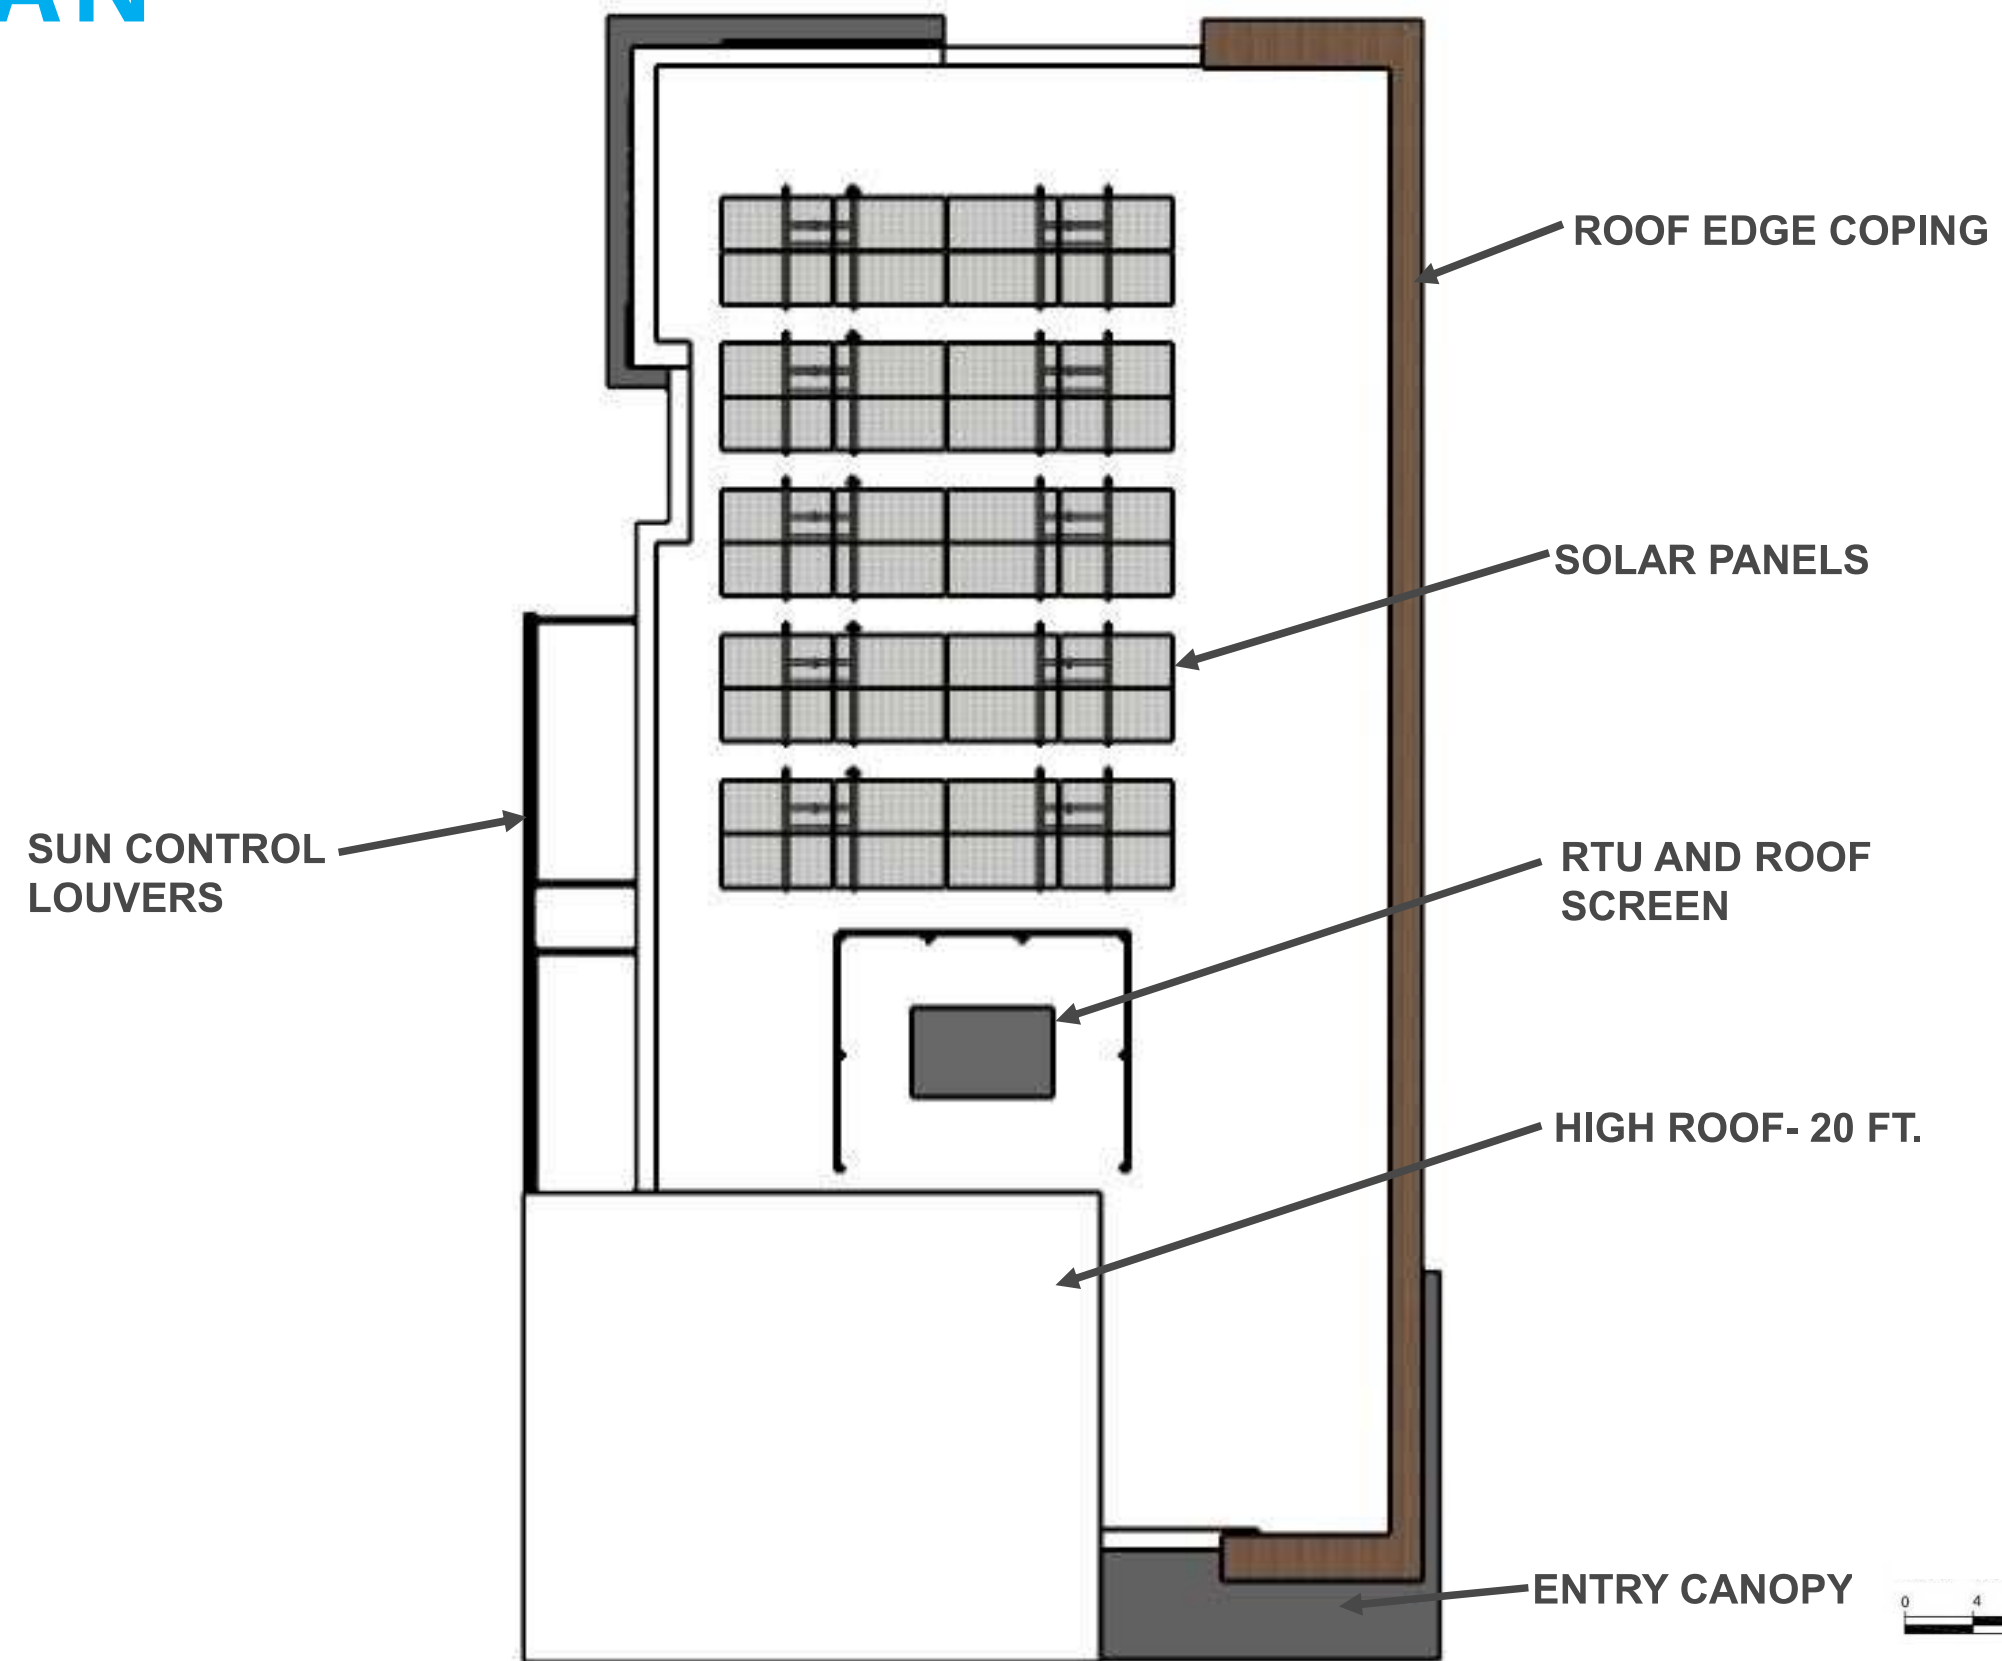 ROOF EDGE COPING
SOLAR PANELS
SUN CONTROL
LOUVERS
RTU AND ROOF
SCREEN
HIGH ROOF- 20 FT.
ENTRY CANOPY
0 4